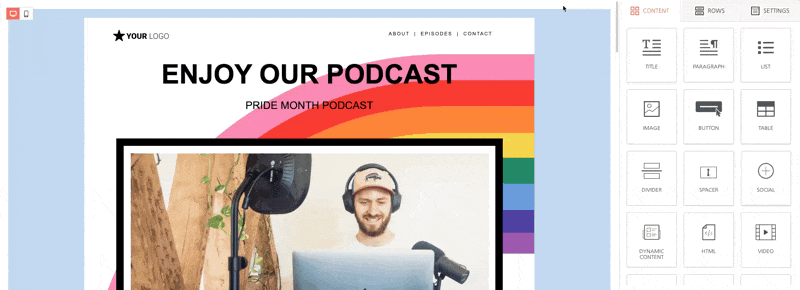 CONTENT
ROWS
SETTINGS
YOUR LOGO
ABOUT | EPISODES | CONTACT
ENJOY OUR PODCAST
PRIDE MONTH PODCAST
TITLE
PARAGRAPH
LIST
IMAGE
BUTTON
TABLE
DIVIDER
SPACER
SOCIAL
DYNAMIC
CONTENT
HTML
VIDEO